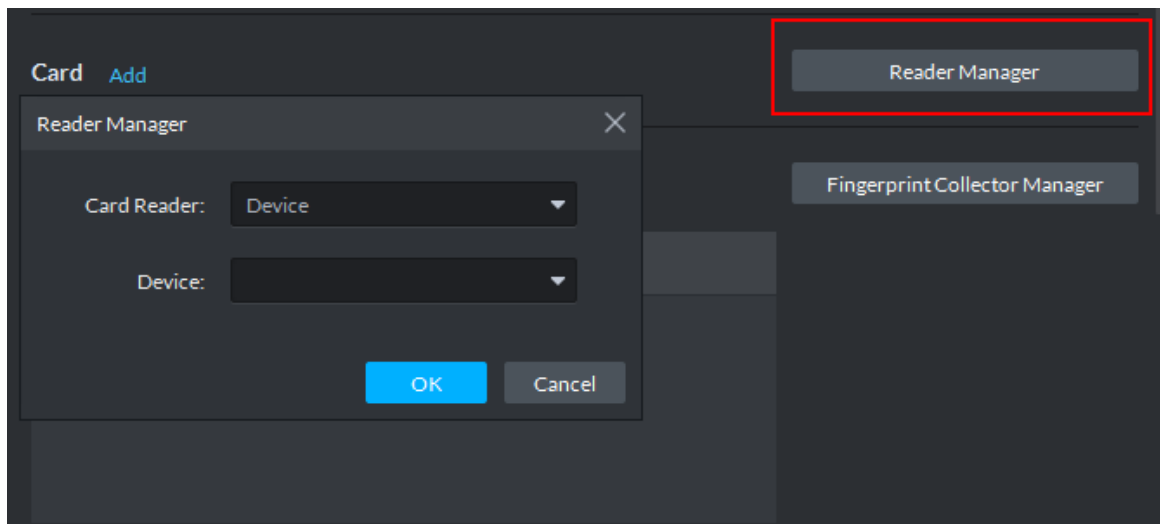 Card Add
Reader Manager
Reader Manager
Card Reader: Device
Device:
OK Cancel
Fingerprint Collector Manager